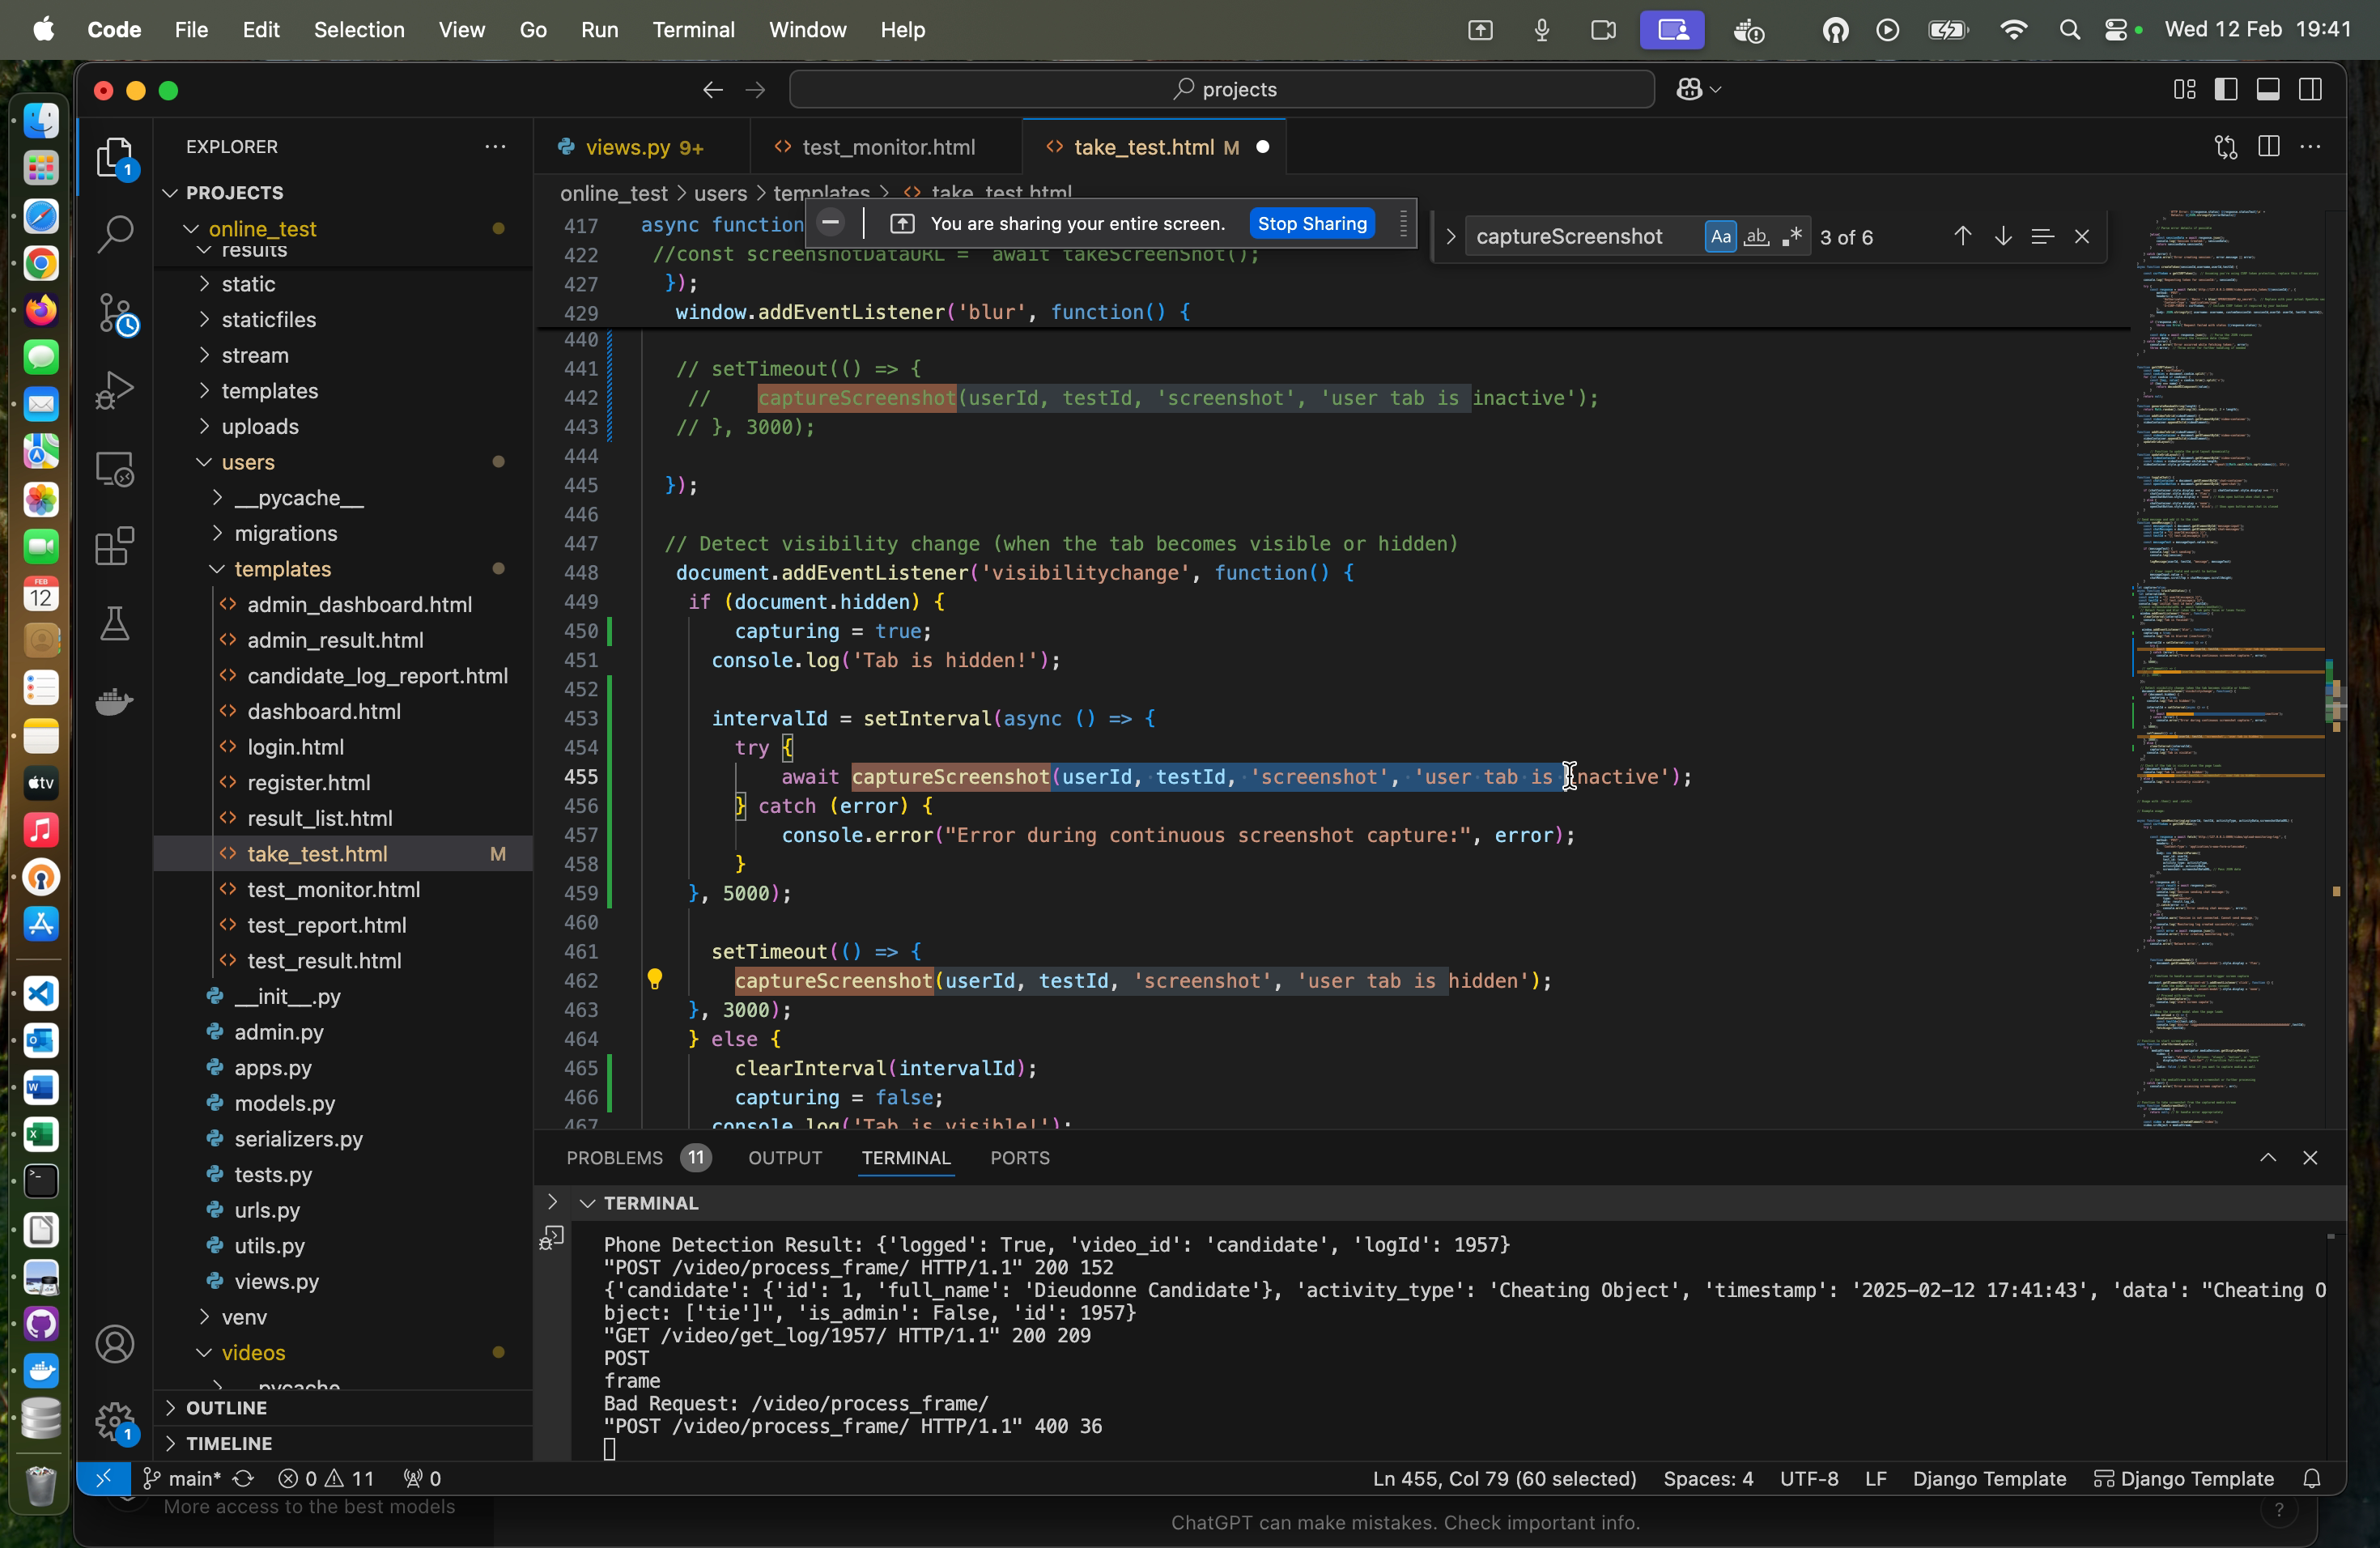 Code File Edit Selection View Go Run Terminal Window Help Wed 12 Feb 19:41
projects
EXPLORER
views.py 9+ test_monitor.html take_test.html M
PROJECTS
online_test
results
static
staticfiles
stream
templates
uploads
users
__pycache__
migrations
templates
admin_dashboard.html
admin_result.html
candidate_log_report.html
dashboard.html
login.html
register.html
result_list.html
take_test.html M
test_monitor.html
test_report.html
test_result.html
__init__.py
admin.py
apps.py
models.py
serializers.py
tests.py
urls.py
utils.py
views.py
venv
videos
pycache
OUTLINE
TIMELINE
online_test > users > templates > take_test.html
You are sharing your entire screen. Stop Sharing
captureScreenshot Aa ab 3 of 6
417 async function
422 //const screenshotDataURL = await takeScreenShot();
427 });
429 window.addEventListener('blur', function() {
440
441 // setTimeout(() => {
442 // captureScreenshot(userId, testId, 'screenshot', 'user tab is inactive');
443 // }, 3000);
444
445 });
446
447 // Detect visibility change (when the tab becomes visible or hidden)
448 document.addEventListener('visibilitychange', function() {
449 if (document.hidden) {
450 capturing = true;
451 console.log('Tab is hidden!');
452
453 intervalId = setInterval(async () => {
454 try {
455 await captureScreenshot(userId, testId, 'screenshot', 'user tab is inactive');
456 } catch (error) {
457 console.error("Error during continuous screenshot capture:", error);
458 }
459 }, 5000);
460
461 setTimeout(() => {
462 captureScreenshot(userId, testId, 'screenshot', 'user tab is hidden');
463 }, 3000);
464 } else {
465 clearInterval(intervalId);
466 capturing = false;
467 console.log('Tab is visible!');
PROBLEMS 11 OUTPUT TERMINAL PORTS
TERMINAL
Phone Detection Result: {'logged': True, 'video_id': 'candidate', 'logId': 1957}
"POST /video/process_frame/ HTTP/1.1" 200 152
{'candidate': {'id': 1, 'full_name': 'Dieudonne Candidate'}, 'activity_type': 'Cheating Object', 'timestamp': '2025-02-12 17:41:43', 'data': "Cheating O
bject: ['tie']", 'is_admin': False, 'id': 1957}
"GET /video/get_log/1957/ HTTP/1.1" 200 209
POST
frame
Bad Request: /video/process_frame/
"POST /video/process_frame/ HTTP/1.1" 400 36
main* 0 11 0 Ln 455, Col 79 (60 selected) Spaces: 4 UTF-8 LF Django Template Django Template
More access to the best models
ChatGPT can make mistakes. Check important info.
?
FEB
12
tv
1
1